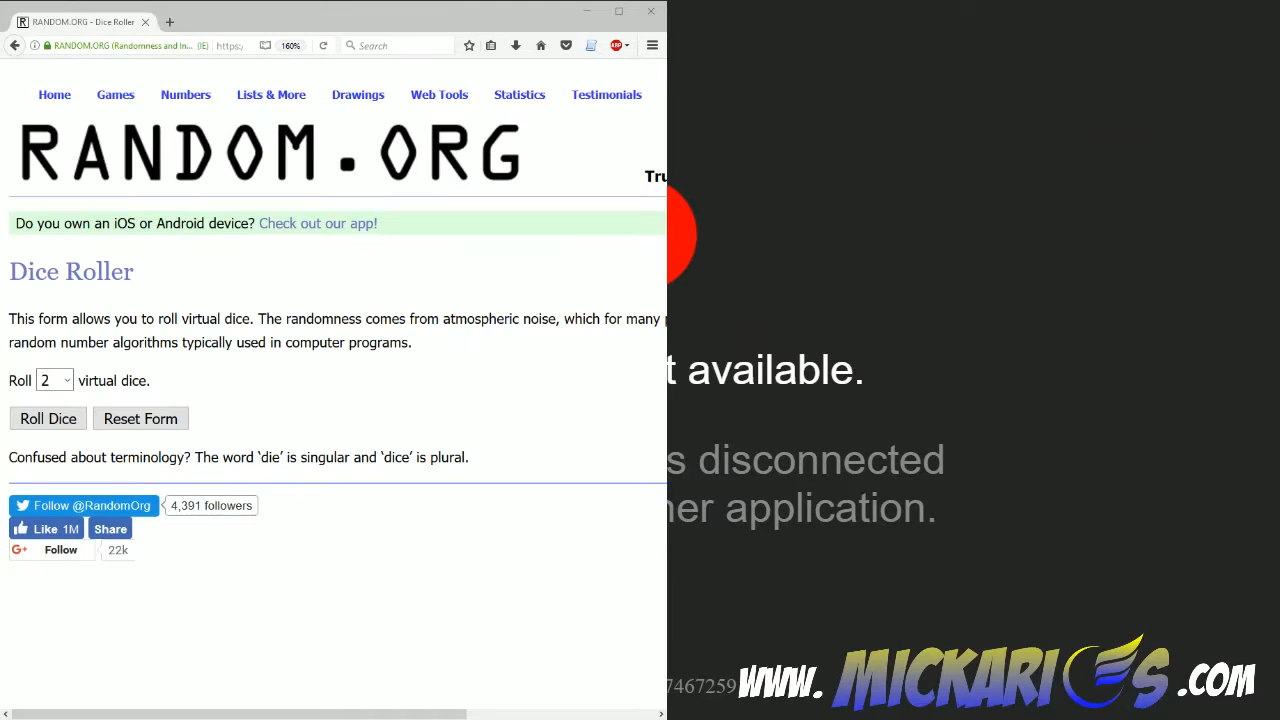 RANDOM.ORG - Dice Roller
RANDOM.ORG (Randomness and In... (IE) https:/ 160% Search ABP
Home Games Numbers Lists & More Drawings Web Tools Statistics Testimonials
RANDOM.ORG
Tru
Do you own an iOS or Android device? Check out our app!
Dice Roller
This form allows you to roll virtual dice. The randomness comes from atmospheric noise, which for many p
random number algorithms typically used in computer programs.
Roll 2 virtual dice.
Roll Dice Reset Form
Confused about terminology? The word ‘die’ is singular and ‘dice’ is plural.
Follow @RandomOrg 4,391 followers
Like 1M Share
G+ Follow 22k
t available.
s disconnected
her application.
7467259
www.MICKARIES.com